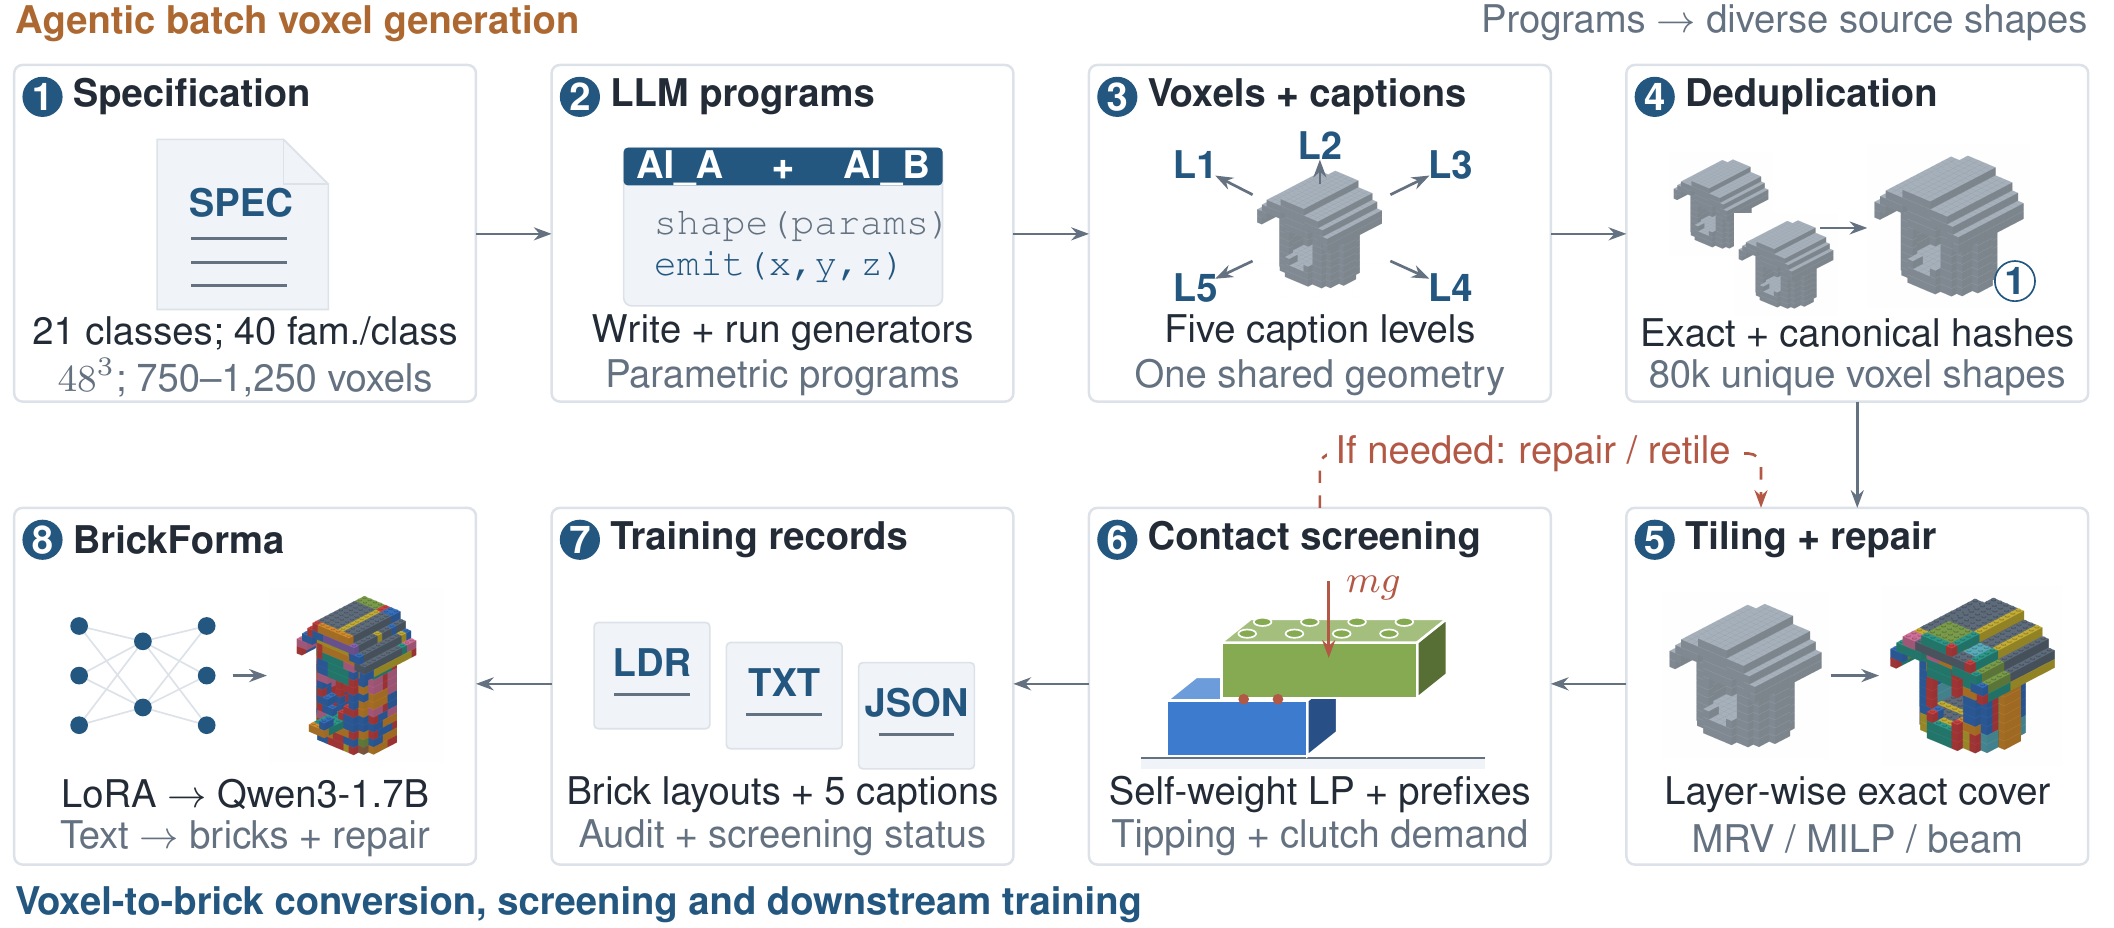 Agentic batch voxel generation
Programs → diverse source shapes
1 Specification
SPEC
21 classes; 40 fam./class
48³; 750–1,250 voxels
2 LLM programs
AI_A + AI_B
shape(params)
emit(x,y,z)
Write + run generators
Parametric programs
3 Voxels + captions
L1 L2 L3
L5 L4
Five caption levels
One shared geometry
4 Deduplication
1
Exact + canonical hashes
80k unique voxel shapes
If needed: repair / retile
8 BrickForma
LoRA → Qwen3-1.7B
Text → bricks + repair
7 Training records
LDR
TXT
JSON
Brick layouts + 5 captions
Audit + screening status
6 Contact screening
mg
Self-weight LP + prefixes
Tipping + clutch demand
5 Tiling + repair
Layer-wise exact cover
MRV / MILP / beam
Voxel-to-brick conversion, screening and downstream training